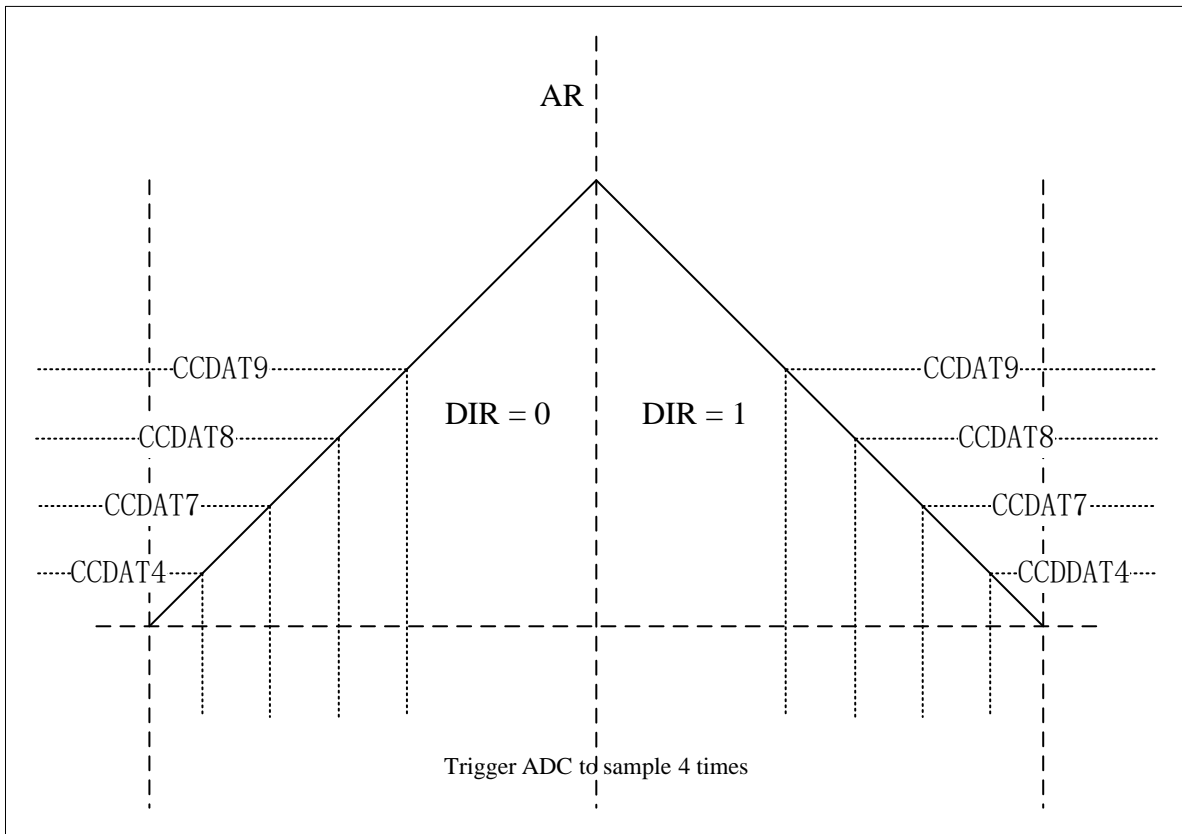 AR
CCDAT9
CCDAT9
DIR = 0
DIR = 1
CCDAT8
CCDAT8
CCDAT7
CCDAT7
CCDAT4
CCDDAT4
Trigger ADC to sample 4 times